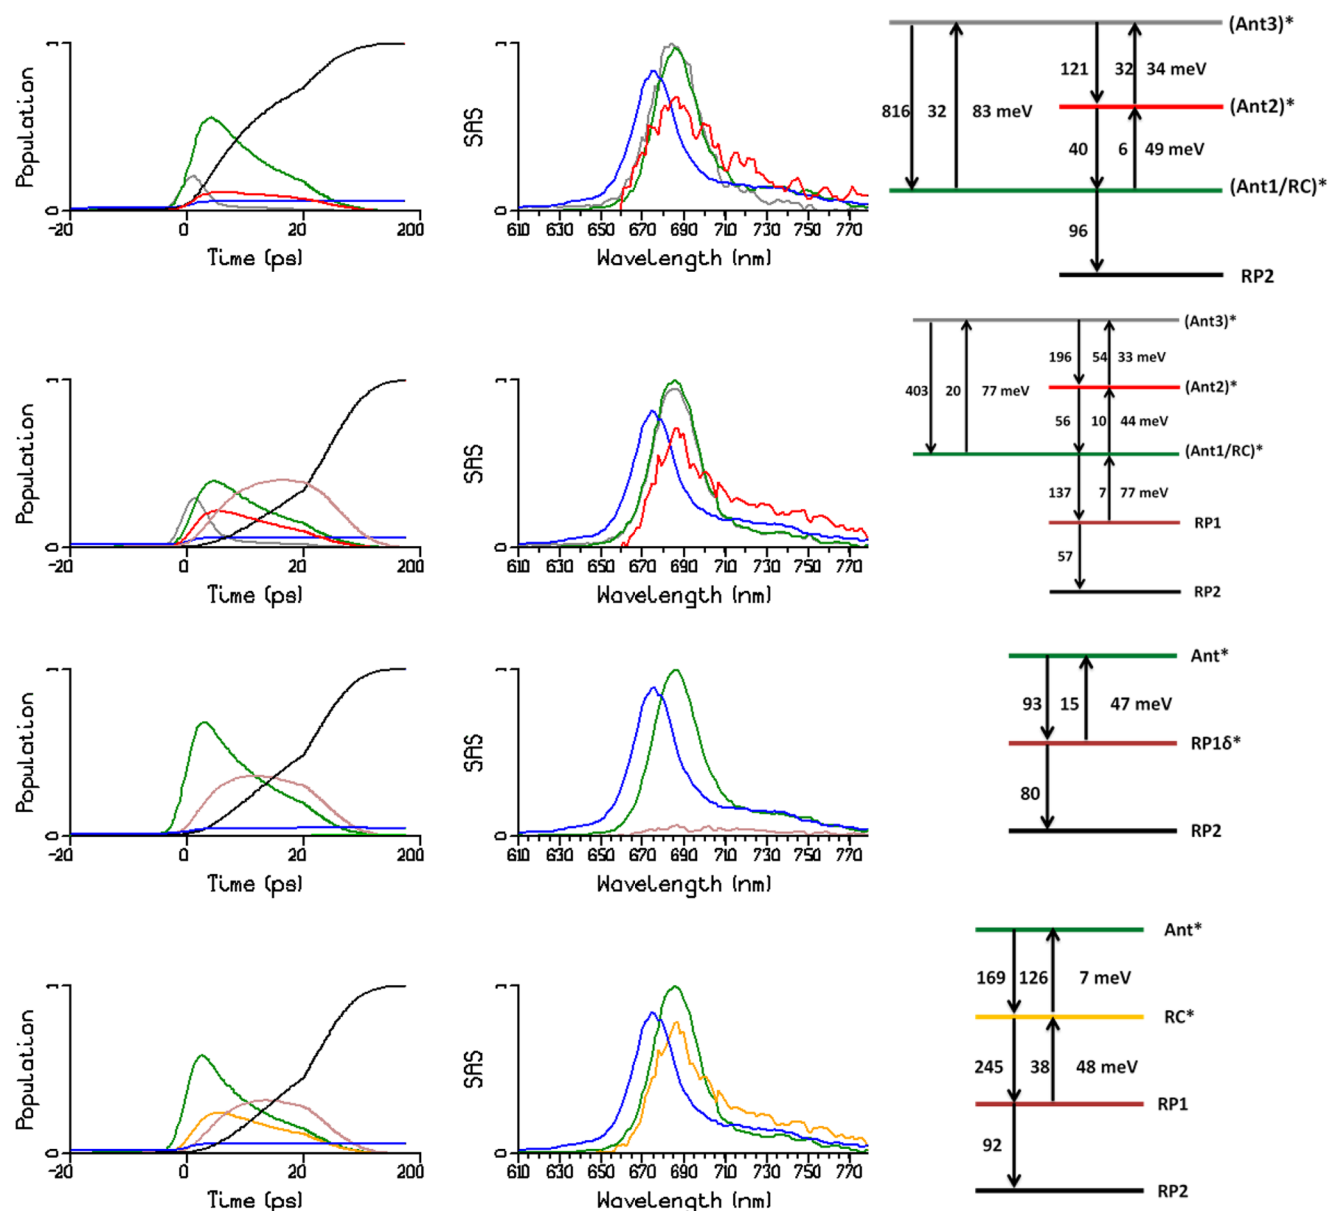 Population
1
0
-20 0 20 200
Time (ps)
SAS
1
0
610 630 650 670 690 710 730 750 770
Wavelength (nm)
(Ant3)*
121 32 34 meV
816 32 83 meV
(Ant2)*
40 6 49 meV
(Ant1/RC)*
96
RP2
Population
1
0
-20 0 20 200
Time (ps)
SAS
1
0
610 630 650 670 690 710 730 750 770
Wavelength (nm)
(Ant3)*
196 54 33 meV
(Ant2)*
403 20 77 meV
56 10 44 meV
(Ant1/RC)*
137 7 77 meV
RP1
57
RP2
Population
1
0
-20 0 20 200
Time (ps)
SAS
1
0
610 630 650 670 690 710 730 750 770
Wavelength (nm)
Ant*
93 15 47 meV
RP1δ*
80
RP2
Population
1
0
-20 0 20 200
Time (ps)
SAS
1
0
610 630 650 670 690 710 730 750 770
Wavelength (nm)
Ant*
169 126 7 meV
RC*
245 38 48 meV
RP1
92
RP2